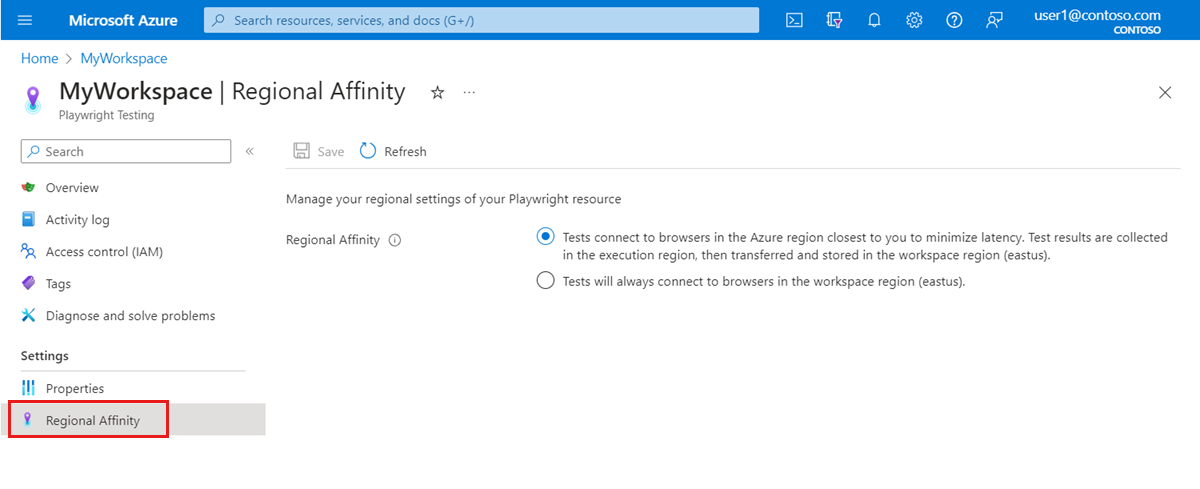 Microsoft Azure
Search resources, services, and docs (G+/)
user1@contoso.com
CONTOSO
Home > MyWorkspace
MyWorkspace | Regional Affinity
Playwright Testing
Search
Save
Refresh
Overview
Activity log
Access control (IAM)
Tags
Diagnose and solve problems
Settings
Properties
Regional Affinity
Manage your regional settings of your Playwright resource
Regional Affinity
Tests connect to browsers in the Azure region closest to you to minimize latency. Test results are collected
in the execution region, then transferred and stored in the workspace region (eastus).
Tests will always connect to browsers in the workspace region (eastus).